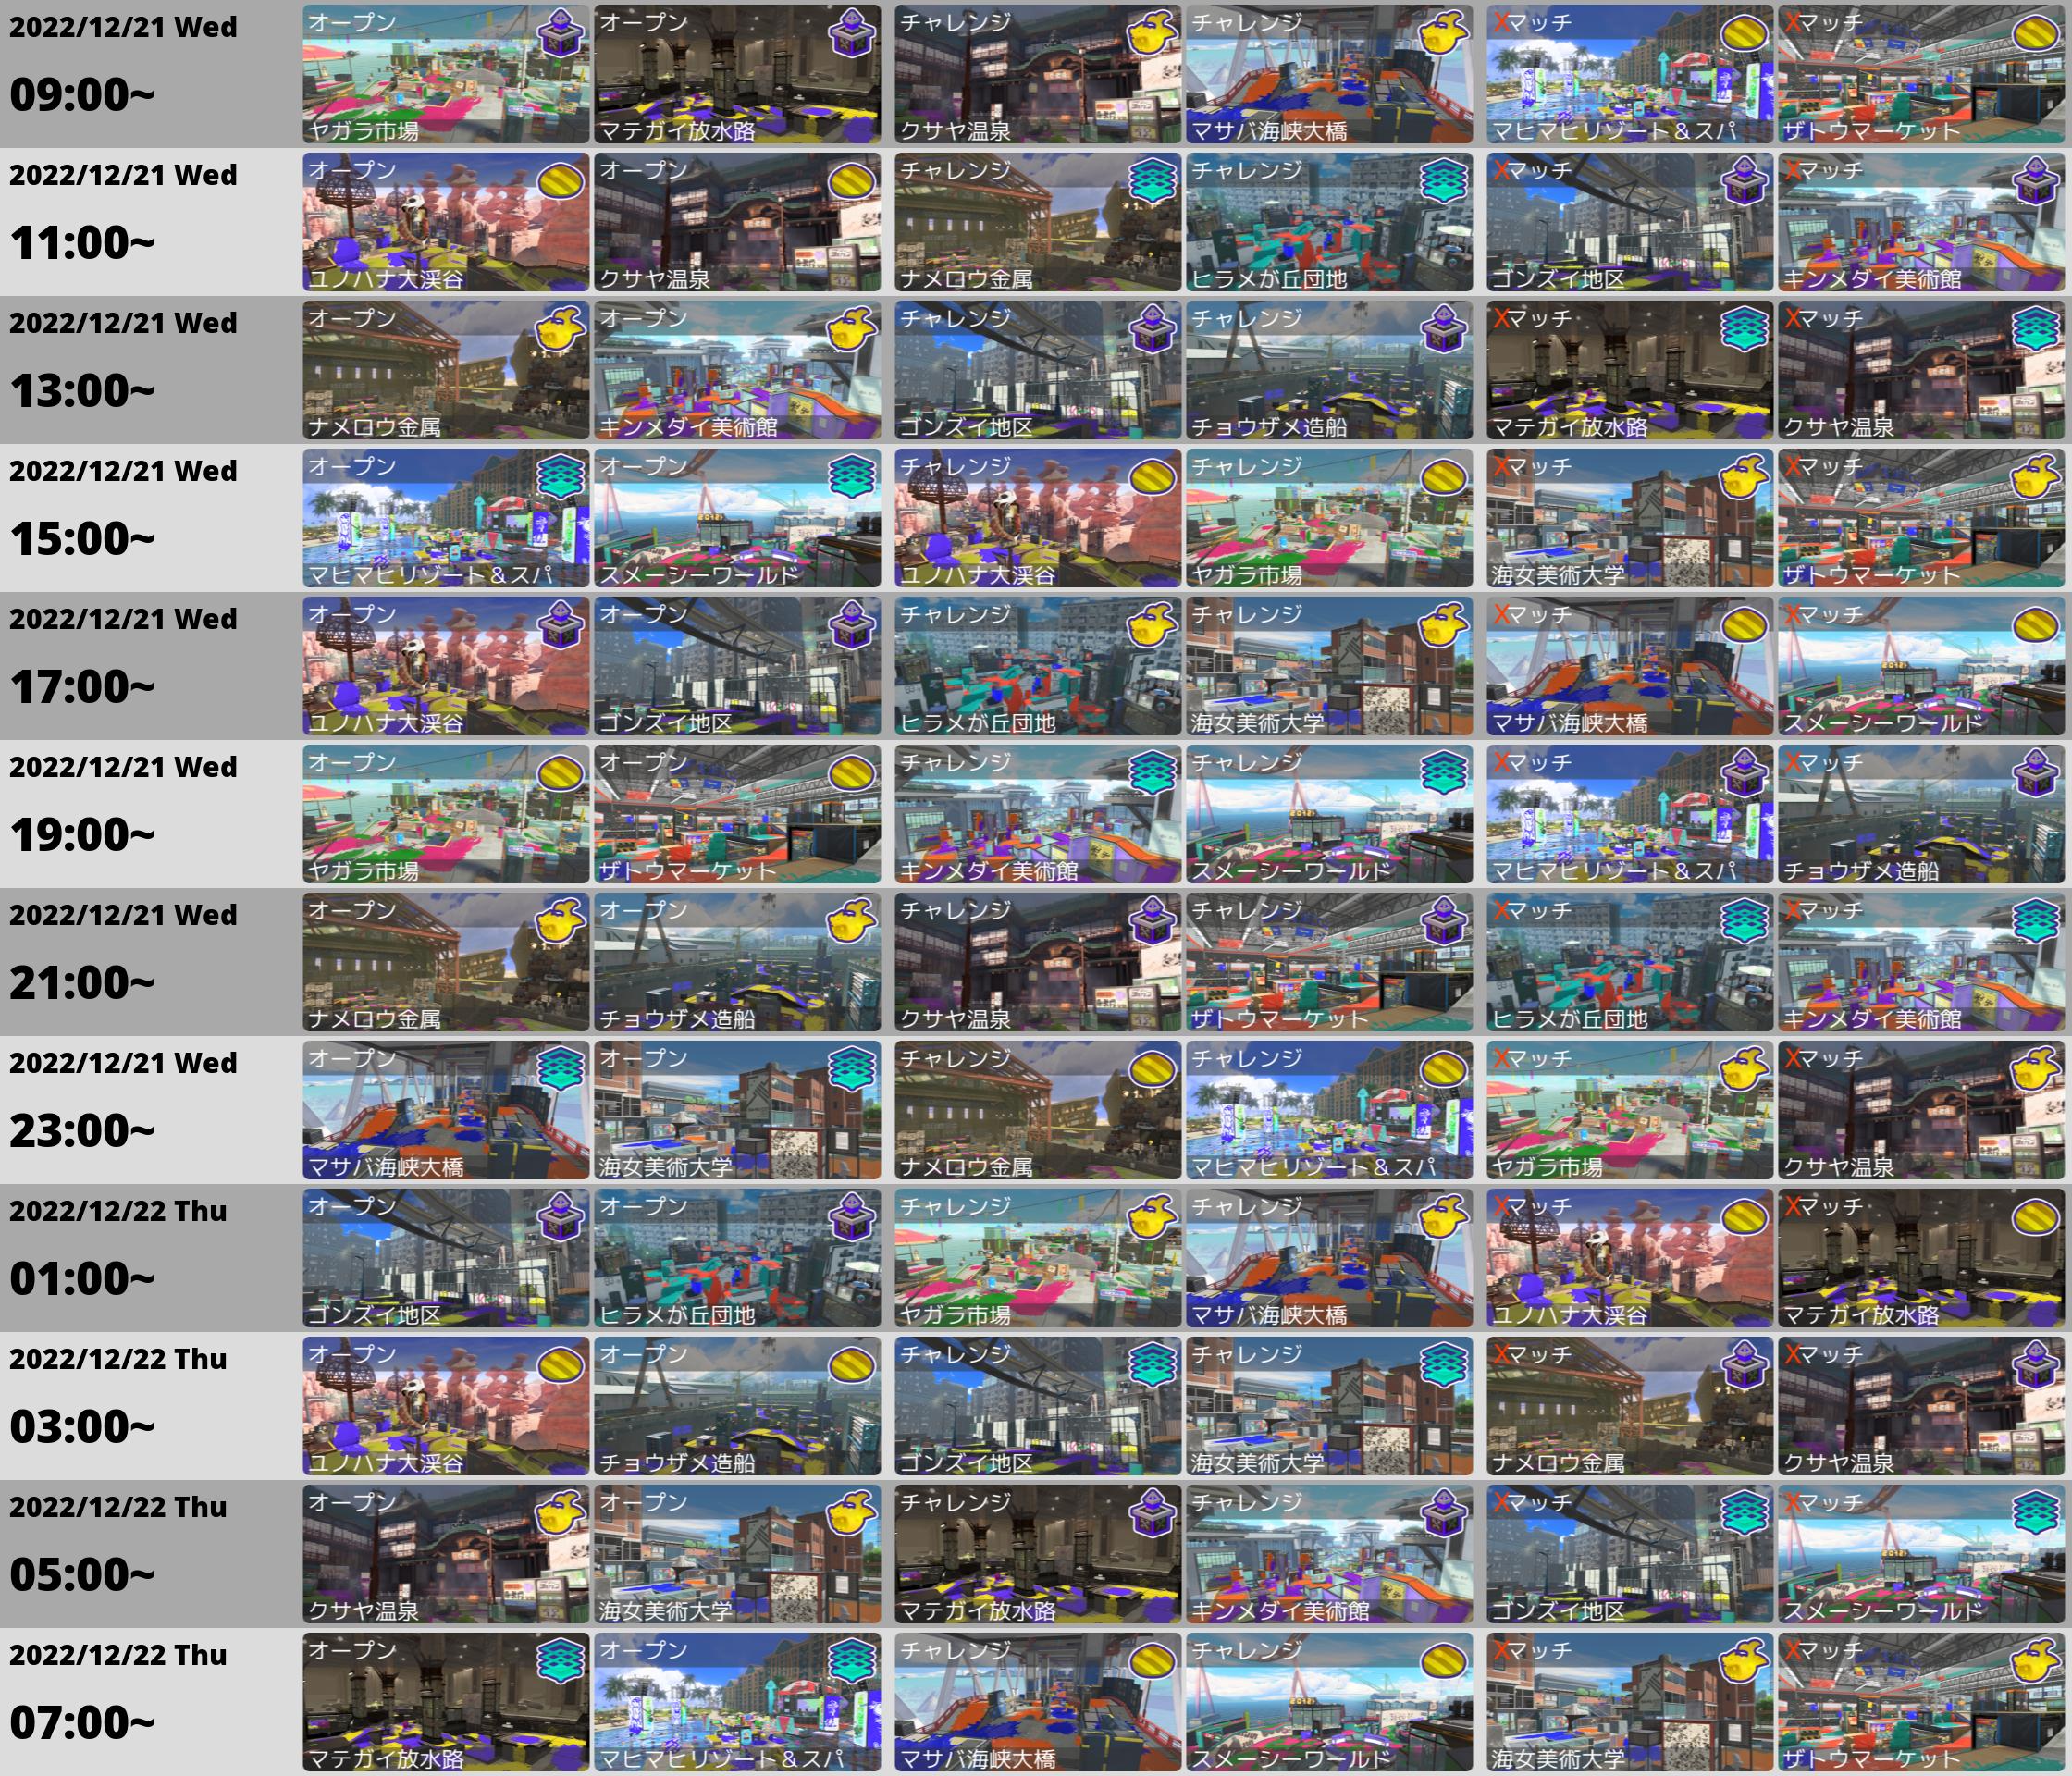 2022/12/21 Wed
09:00~
オープン オープン チャレンジ チャレンジ Xマッチ Xマッチ
ヤガラ市場 マテガイ放水路 クサヤ温泉 マサバ海峡大橋 マヒマヒリゾート＆スパ ザトウマーケット
2022/12/21 Wed
11:00~
オープン オープン チャレンジ チャレンジ Xマッチ Xマッチ
ユノハナ大渓谷 クサヤ温泉 ナメロウ金属 ヒラメが丘団地 ゴンズイ地区 キンメダイ美術館
2022/12/21 Wed
13:00~
オープン オープン チャレンジ チャレンジ Xマッチ Xマッチ
ナメロウ金属 キンメダイ美術館 ゴンズイ地区 チョウザメ造船 マテガイ放水路 クサヤ温泉
2022/12/21 Wed
15:00~
オープン オープン チャレンジ チャレンジ Xマッチ Xマッチ
マヒマヒリゾート＆スパ スメーシーワールド ユノハナ大渓谷 ヤガラ市場 海女美術大学 ザトウマーケット
2022/12/21 Wed
17:00~
オープン オープン チャレンジ チャレンジ Xマッチ Xマッチ
ユノハナ大渓谷 ゴンズイ地区 ヒラメが丘団地 海女美術大学 マサバ海峡大橋 スメーシーワールド
2022/12/21 Wed
19:00~
オープン オープン チャレンジ チャレンジ Xマッチ Xマッチ
ヤガラ市場 ザトウマーケット キンメダイ美術館 スメーシーワールド マヒマヒリゾート＆スパ チョウザメ造船
2022/12/21 Wed
21:00~
オープン オープン チャレンジ チャレンジ Xマッチ Xマッチ
ナメロウ金属 チョウザメ造船 クサヤ温泉 ザトウマーケット ヒラメが丘団地 キンメダイ美術館
2022/12/21 Wed
23:00~
オープン オープン チャレンジ チャレンジ Xマッチ Xマッチ
マサバ海峡大橋 海女美術大学 ナメロウ金属 マヒマヒリゾート＆スパ ヤガラ市場 クサヤ温泉
2022/12/22 Thu
01:00~
オープン オープン チャレンジ チャレンジ Xマッチ Xマッチ
ゴンズイ地区 ヒラメが丘団地 ヤガラ市場 マサバ海峡大橋 ユノハナ大渓谷 マテガイ放水路
2022/12/22 Thu
03:00~
オープン オープン チャレンジ チャレンジ Xマッチ Xマッチ
ユノハナ大渓谷 チョウザメ造船 ゴンズイ地区 海女美術大学 ナメロウ金属 クサヤ温泉
2022/12/22 Thu
05:00~
オープン オープン チャレンジ チャレンジ Xマッチ Xマッチ
クサヤ温泉 海女美術大学 マテガイ放水路 キンメダイ美術館 ゴンズイ地区 スメーシーワールド
2022/12/22 Thu
07:00~
オープン オープン チャレンジ チャレンジ Xマッチ Xマッチ
マテガイ放水路 マヒマヒリゾート＆スパ マサバ海峡大橋 スメーシーワールド 海女美術大学 ザトウマーケット